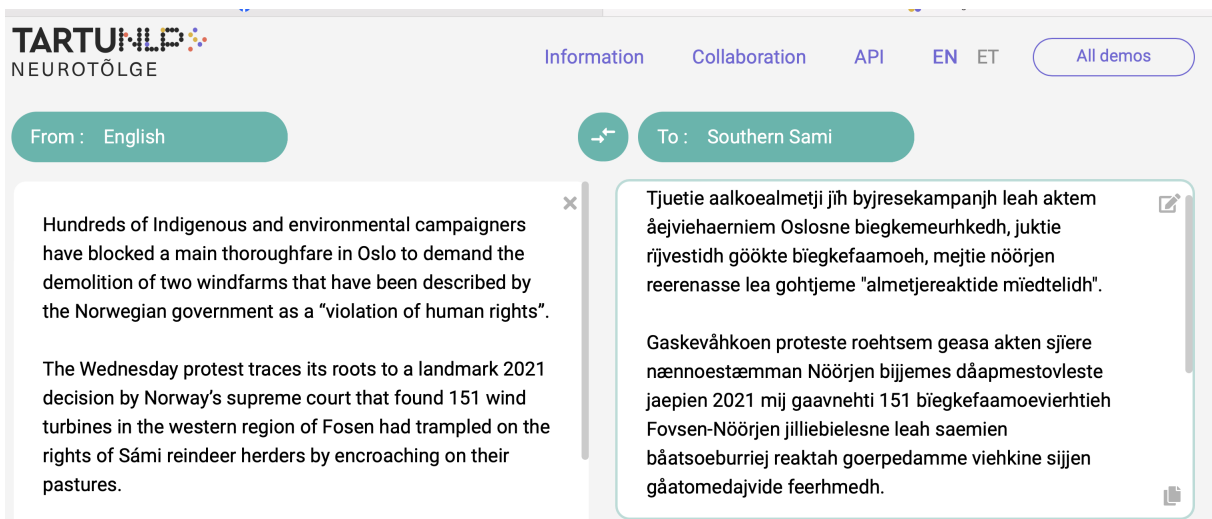 TARTUNLP
NEUROTÕLGE
Information Collaboration API EN ET All demos
From : English
To : Southern Sami
Hundreds of Indigenous and environmental campaigners
have blocked a main thoroughfare in Oslo to demand the
demolition of two windfarms that have been described by
the Norwegian government as a “violation of human rights”.
The Wednesday protest traces its roots to a landmark 2021
decision by Norway’s supreme court that found 151 wind
turbines in the western region of Fosen had trampled on the
rights of Sámi reindeer herders by encroaching on their
pastures.
Tjuetie aalkoealmetji jïh byjresekampanjh leah aktem
åejviehaerniem Oslosne biegkemeurhkedh, juktie
rïjvestidh göökte bïegkefaamoeh, mejtie nöörjen
reerenasse lea gohtjeme "almetjereaktide mïedtelidh".
Gaskevåhkoen proteste roehtsem geasa akten sjïere
nænnoestæmman Nöörjen bijjemes dåapmestovleste
jaepien 2021 mij gaavnehti 151 bïegkefaamoevierhtieh
Fovsen-Nöörjen jilliebielesne leah saemien
båatsoeburriej reaktah goerpedamme viehkine sijjen
gåatomedajvide feerhmedh.